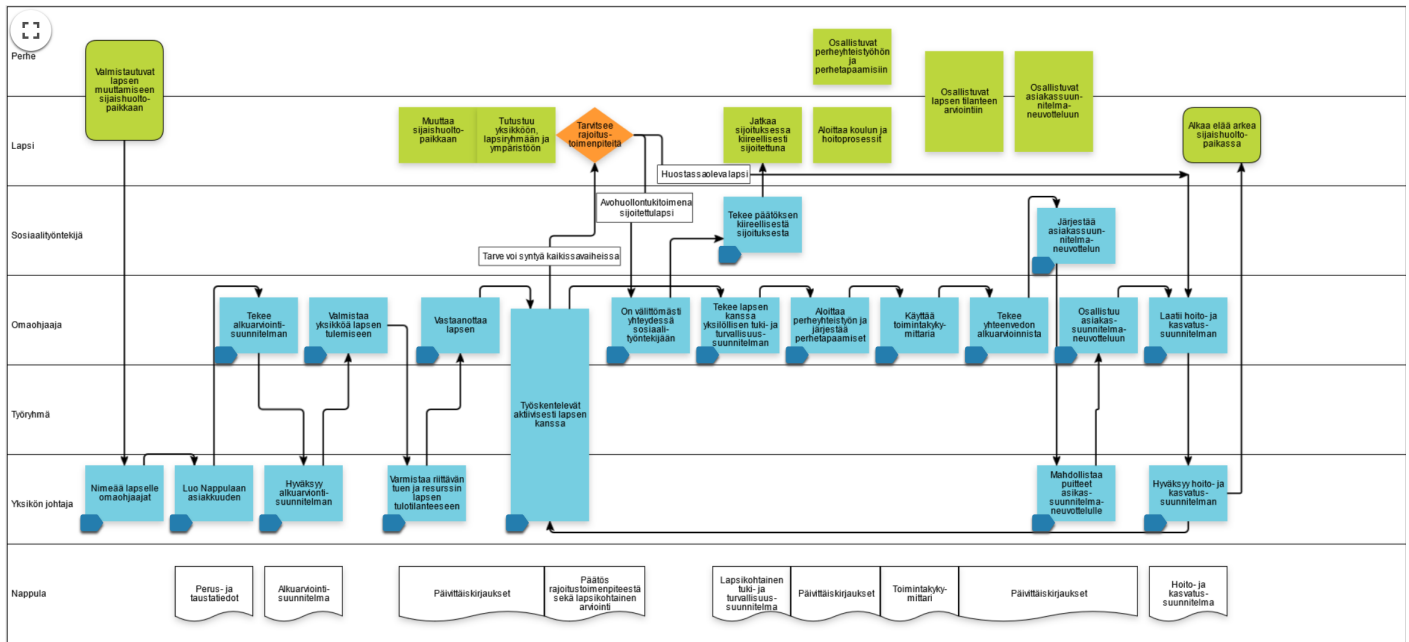 Perhe
Valmistautuvat
lapsen
muuttamiseen
sijaishuolto-
paikkaan
Osallistuvat
perheyhteistyöhön
ja
perhetapaamisiin
Osallistuvat
lapsen tilanteen
arviointiin
Osallistuvat
asiakassuun-
nitelma-
neuvotteluun
Lapsi
Muuttaa
sijaishuolto-
paikkaan
Tutustuu
yksikköön,
lapsiryhmään ja
ympäristöön
Tarvitsee
rajoitus-
toimenpiteitä
Jatkaa
sijoituksessa
kiireellisesti
sijoitettuna
Aloittaa koulun ja
hoitoprosessit
Alkaa elää arkea
sijaishuolto-
paikassa
Huostassaoleva lapsi
Avohuollontukitoimena
sijoitettulapsi
Sosiaalityöntekijä
Tarve voi syntyä kaikissavaiheissa
Tekee päätöksen
kiireellisestä
sijoituksesta
Järjestää
asiakassuun-
nitelma-
neuvottelun
Omaohjaaja
Tekee
alkuarviointi-
suunnitelman
Valmistaa
yksikköä lapsen
tulemiseen
Vastaanottaa
lapsen
On välittömästi
yhteydessä
sosiaali-
työntekijään
Tekee lapsen
kanssa
yksilöllisen tuki- ja
turvallisuus-
suunnitelman
Aloittaa
perheyhteistyön ja
järjestää
perhetapaamiset
Käyttää
toimintakyky-
mittaria
Tekee
yhteenvedon
alkuarvioinnista
Osallistuu
asiakas-
suunnitelma-
neuvotteluun
Laatii hoito- ja
kasvatus-
suunnitelman
Työryhmä
Työskentelevät
aktiivisesti lapsen
kanssa
Yksikön johtaja
Nimeää lapselle
omaohjaajat
Luo Nappulaan
asiakkuuden
Hyväksyy
alkuarvionti-
suunnitelman
Varmistaa riittävän
tuen ja resurssin
lapsen
tulotilanteeseen
Mahdollistaa
puitteet
asikas-
suunnitelma-
neuvottelulle
Hyväksyy hoito- ja
kasvatus-
suunnitelman
Nappula
Perus- ja
taustatiedot
Alkuarviointi-
suunnitelma
Päivittäiskirjaukset
Päätös
rajoitustoimenpiteestä
sekä lapsikohtainen
arviointi
Lapsikohtainen
tuki- ja
turvallisuus-
suunnitelma
Päivittäiskirjaukset
Toimintakyky-
mittari
Päivittäiskirjaukset
Hoito- ja
kasvatus-
suunnitelma